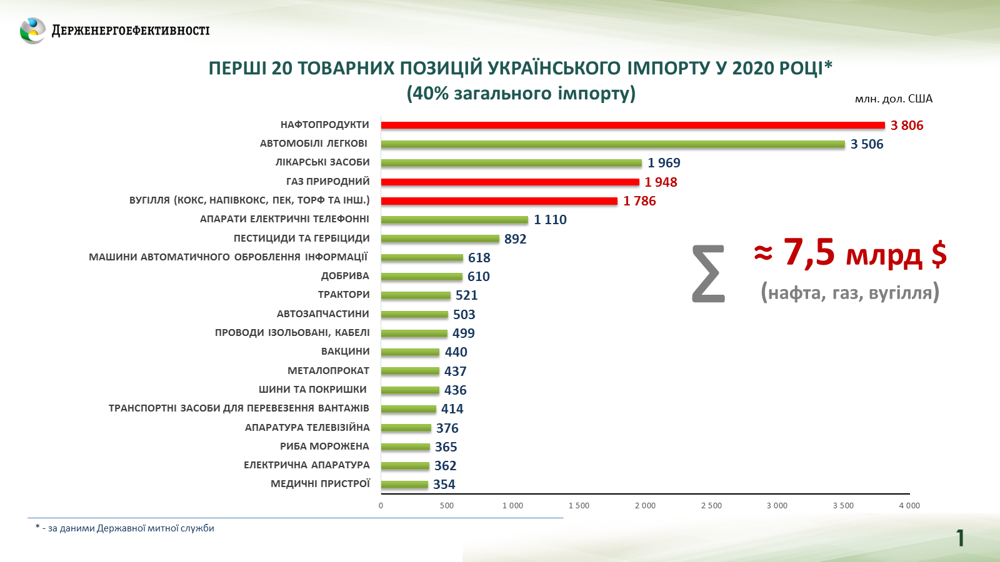 ДЕРЖЕНЕРГОЕФЕКТИВНОСТІ
ПЕРШІ 20 ТОВАРНИХ ПОЗИЦІЙ УКРАЇНСЬКОГО ІМПОРТУ У 2020 РОЦІ*
(40% загального імпорту)
млн. дол. США
НАФТОПРОДУКТИ 3 806
АВТОМОБІЛІ ЛЕГКОВІ 3 506
ЛІКАРСЬКІ ЗАСОБИ 1 969
ГАЗ ПРИРОДНИЙ 1 948
ВУГІЛЛЯ (КОКС, НАПІВКОКС, ПЕК, ТОРФ ТА ІНШ.) 1 786
АПАРАТИ ЕЛЕКТРИЧНІ ТЕЛЕФОННІ 1 110
ПЕСТИЦИДИ ТА ГЕРБІЦИДИ 892
МАШИНИ АВТОМАТИЧНОГО ОБРОБЛЕННЯ ІНФОРМАЦІЇ 618
ДОБРИВА 610
ТРАКТОРИ 521
АВТОЗАПЧАСТИНИ 503
ПРОВОДИ ІЗОЛЬОВАНІ, КАБЕЛІ 499
ВАКЦИНИ 440
МЕТАЛОПРОКАТ 437
ШИНИ ТА ПОКРИШКИ 436
ТРАНСПОРТНІ ЗАСОБИ ДЛЯ ПЕРЕВЕЗЕННЯ ВАНТАЖІВ 414
АПАРАТУРА ТЕЛЕВІЗІЙНА 376
РИБА МОРОЖЕНА 365
ЕЛЕКТРИЧНА АПАРАТУРА 362
МЕДИЧНІ ПРИСТРОЇ 354
∑ ≈ 7,5 млрд $
(нафта, газ, вугілля)
0 500 1 000 1 500 2 000 2 500 3 000 3 500 4 000
* - за даними Державної митної служби
1